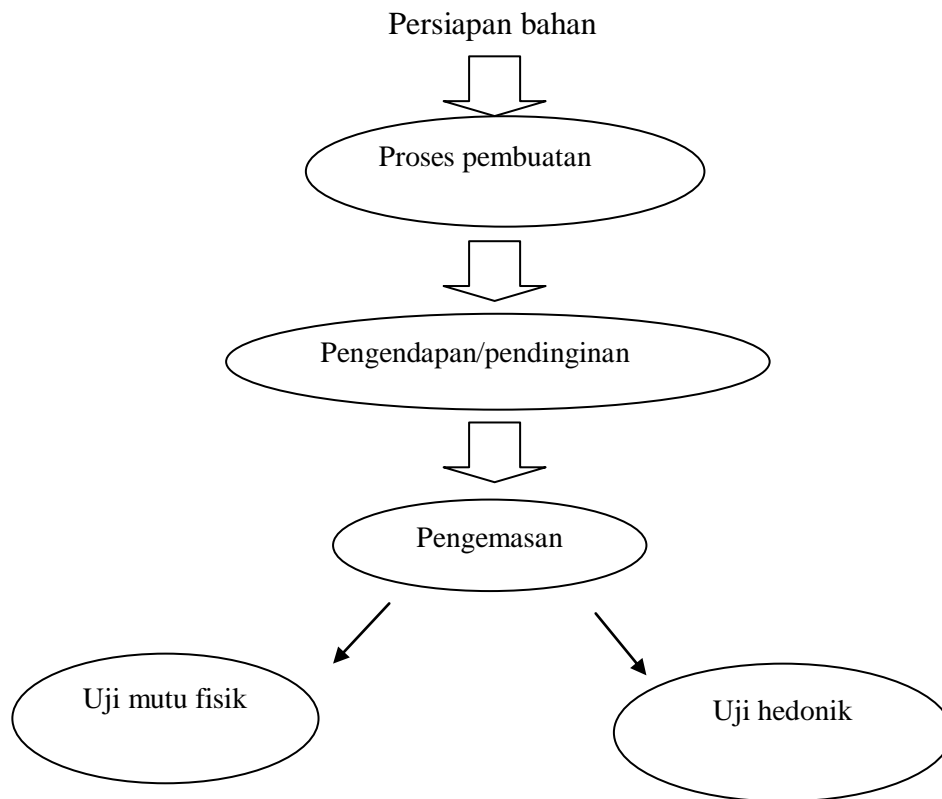 Persiapan bahan
Proses pembuatan
Pengendapan/pendinginan
Pengemasan
Uji mutu fisik
Uji hedonik